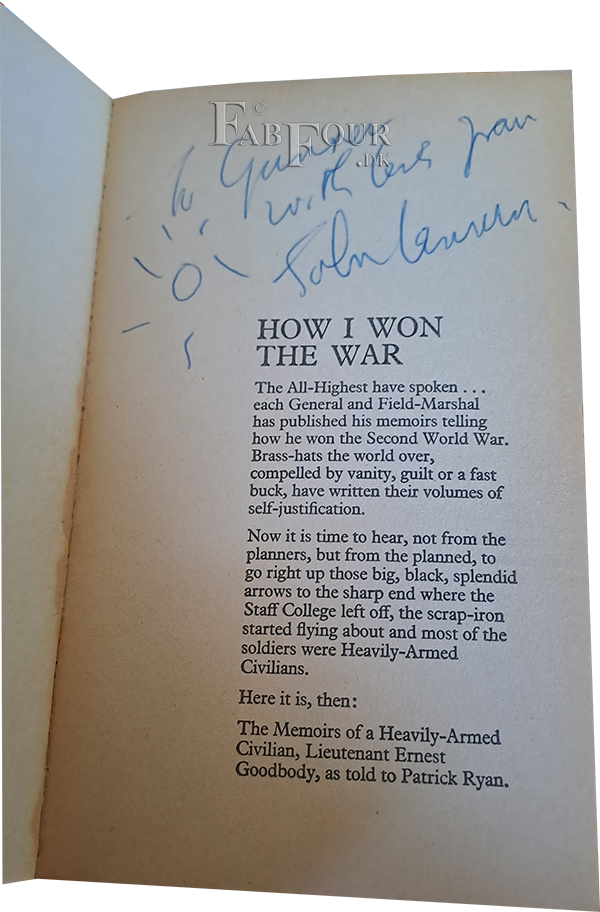 FAB FOUR
©
.DK
To Gunner
with love from
John Lennon
HOW I WON
THE WAR
The All-Highest have spoken . . .
each General and Field-Marshal
has published his memoirs telling
how he won the Second World War.
Brass-hats the world over,
compelled by vanity, guilt or a fast
buck, have written their volumes of
self-justification.
Now it is time to hear, not from the
planners, but from the planned, to
go right up those big, black, splendid
arrows to the sharp end where the
Staff College left off, the scrap-iron
started flying about and most of the
soldiers were Heavily-Armed
Civilians.
Here it is, then:
The Memoirs of a Heavily-Armed
Civilian, Lieutenant Ernest
Goodbody, as told to Patrick Ryan.